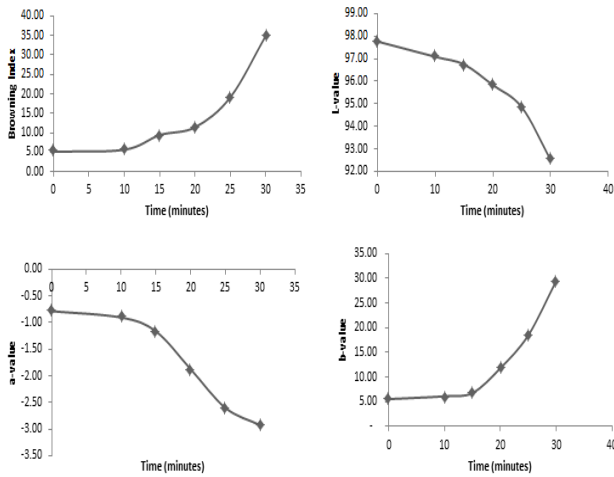 Browning Index
40.00
35.00
30.00
25.00
20.00
15.00
10.00
5.00
0.00
0 5 10 15 20 25 30 35
Time (minutes)
L-value
99.00
98.00
97.00
96.00
95.00
94.00
93.00
92.00
0 10 20 30 40
Time (minutes)
a-value
0.00
-0.50
-1.00
-1.50
-2.00
-2.50
-3.00
-3.50
0 5 10 15 20 25 30 35
Time (minutes)
b-value
35.00
30.00
25.00
20.00
15.00
10.00
5.00
-
0 10 20 30 40
Time (minutes)